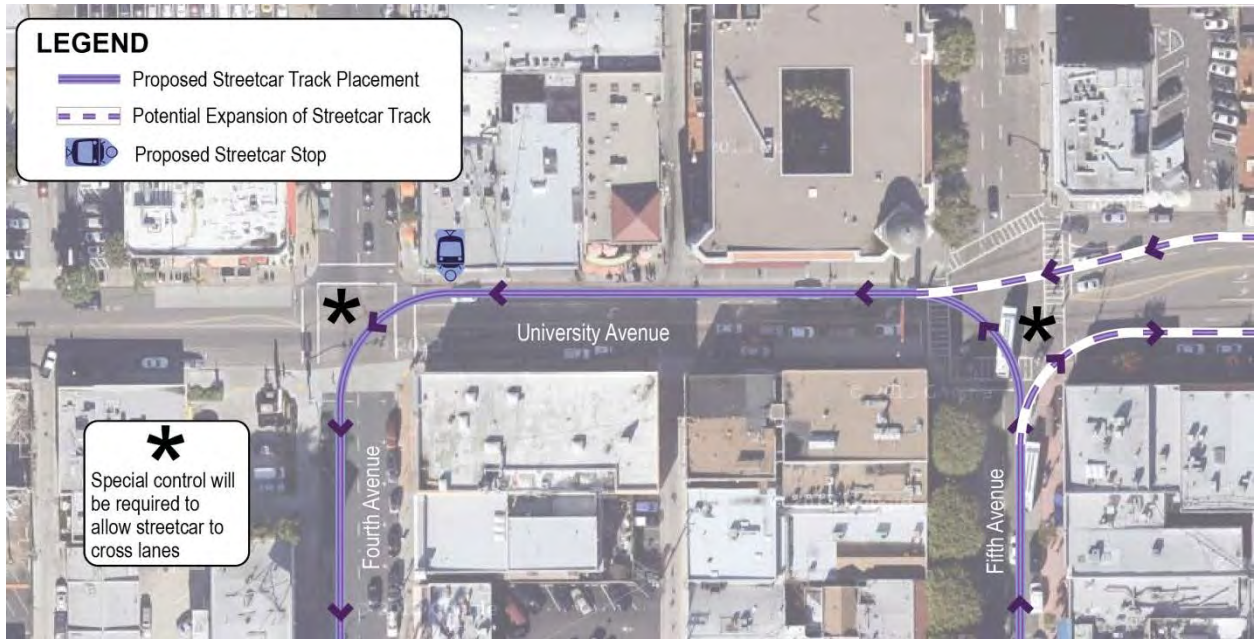 LEGEND
Proposed Streetcar Track Placement
Potential Expansion of Streetcar Track
Proposed Streetcar Stop
University Avenue
Fourth Avenue
Fifth Avenue
*
Special control will
be required to
allow streetcar to
cross lanes
*
*